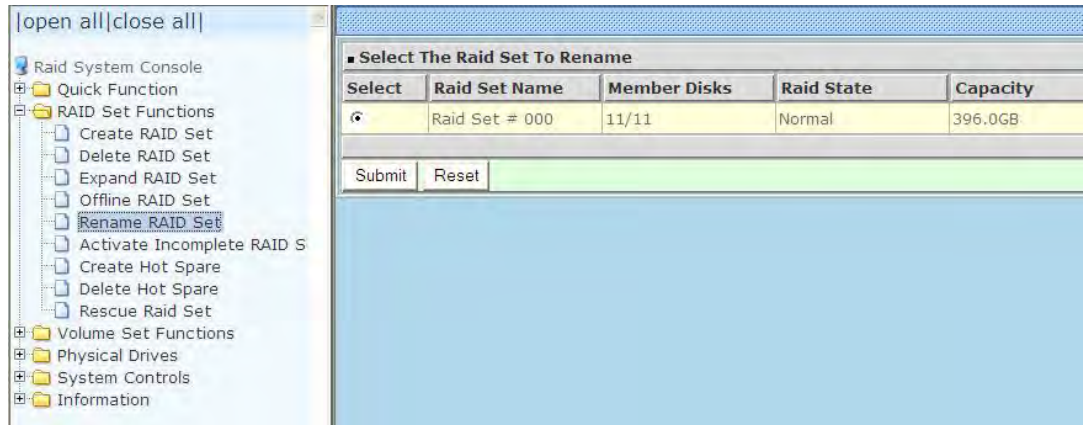 |open all|close all|
Raid System Console
Quick Function
RAID Set Functions
Create RAID Set
Delete RAID Set
Expand RAID Set
Offline RAID Set
Rename RAID Set
Activate Incomplete RAID S
Create Hot Spare
Delete Hot Spare
Rescue Raid Set
Volume Set Functions
Physical Drives
System Controls
Information
Select The Raid Set To Rename
Select Raid Set Name Member Disks Raid State Capacity
Raid Set # 000 11/11 Normal 396.0GB
Submit Reset